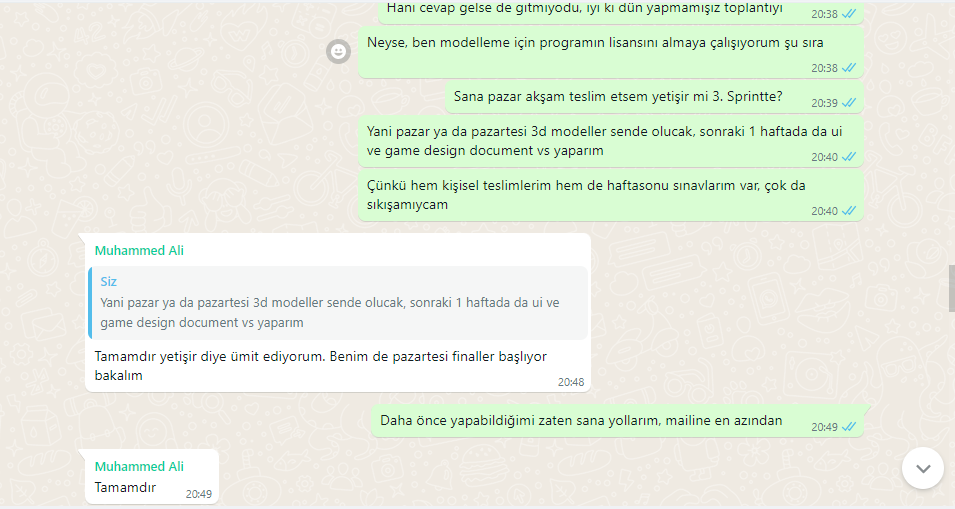 Hani cevap gelse de gitmiyodu, iyi ki dün yapmamışız toplantıyı
20:38
Neyse, ben modelleme için programın lisansını almaya çalışıyorum şu sıra
20:38
Sana pazar akşam teslim etsem yetişir mi 3. Sprintte?
20:39
Yani pazar ya da pazartesi 3d modeller sende olucak, sonraki 1 haftada da ui
ve game design document vs yaparım
20:40
Çünkü hem kişisel teslimlerim hem de haftasonu sınavlarım var, çok da
sıkışamıycam
20:40
Muhammed Ali
Siz
Yani pazar ya da pazartesi 3d modeller sende olucak, sonraki 1 haftada da ui ve
game design document vs yaparım
Tamamdır yetişir diye ümit ediyorum. Benim de pazartesi finaller başlıyor
bakalım
20:48
Daha önce yapabildiğimi zaten sana yollarım, mailine en azından
20:49
Muhammed Ali
Tamamdır
20:49